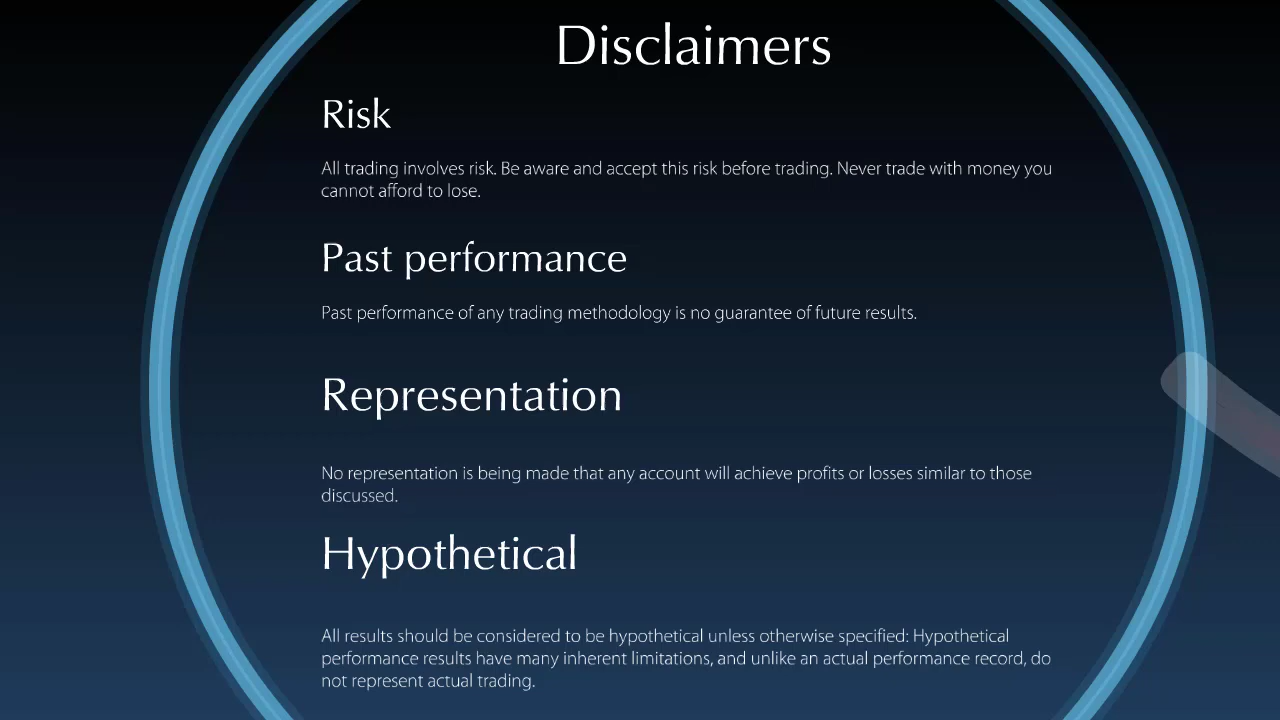 Disclaimers
Risk
All trading involves risk. Be aware and accept this risk before trading. Never trade with money you
cannot afford to lose.
Past performance
Past performance of any trading methodology is no guarantee of future results.
Representation
No representation is being made that any account will achieve profits or losses similar to those
discussed.
Hypothetical
All results should be considered to be hypothetical unless otherwise specified: Hypothetical
performance results have many inherent limitations, and unlike an actual performance record, do
not represent actual trading.